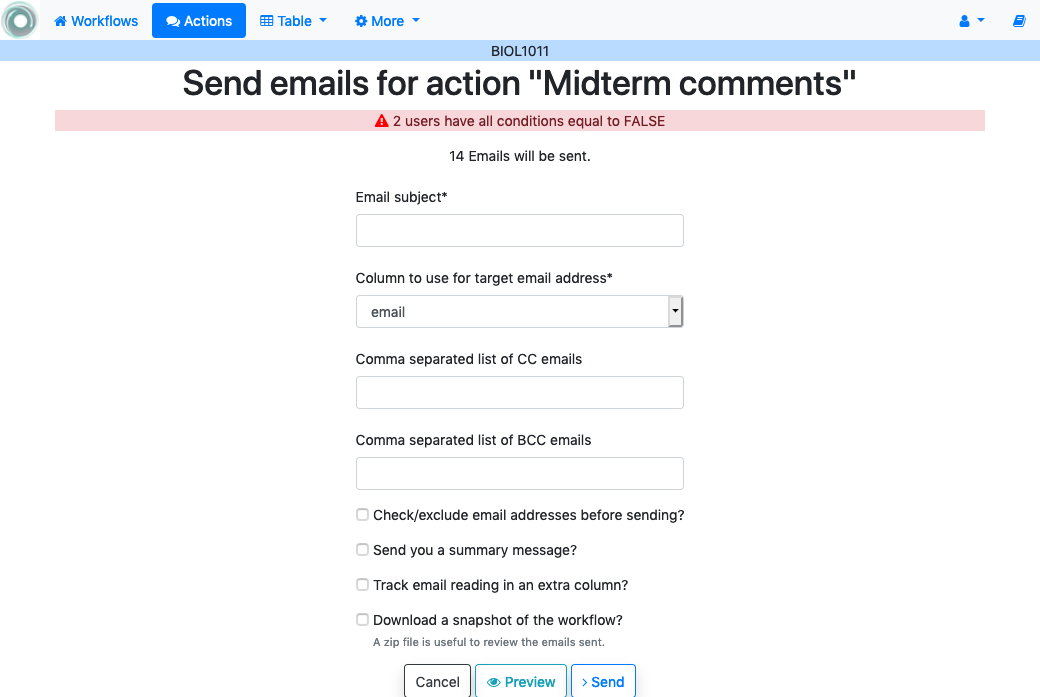 Workflows Actions Table More
BIOL1011
Send emails for action "Midterm comments"
2 users have all conditions equal to FALSE
14 Emails will be sent.
Email subject*
Column to use for target email address*
email
Comma separated list of CC emails
Comma separated list of BCC emails
Check/exclude email addresses before sending?
Send you a summary message?
Track email reading in an extra column?
Download a snapshot of the workflow?
A zip file is useful to review the emails sent.
Cancel Preview Send